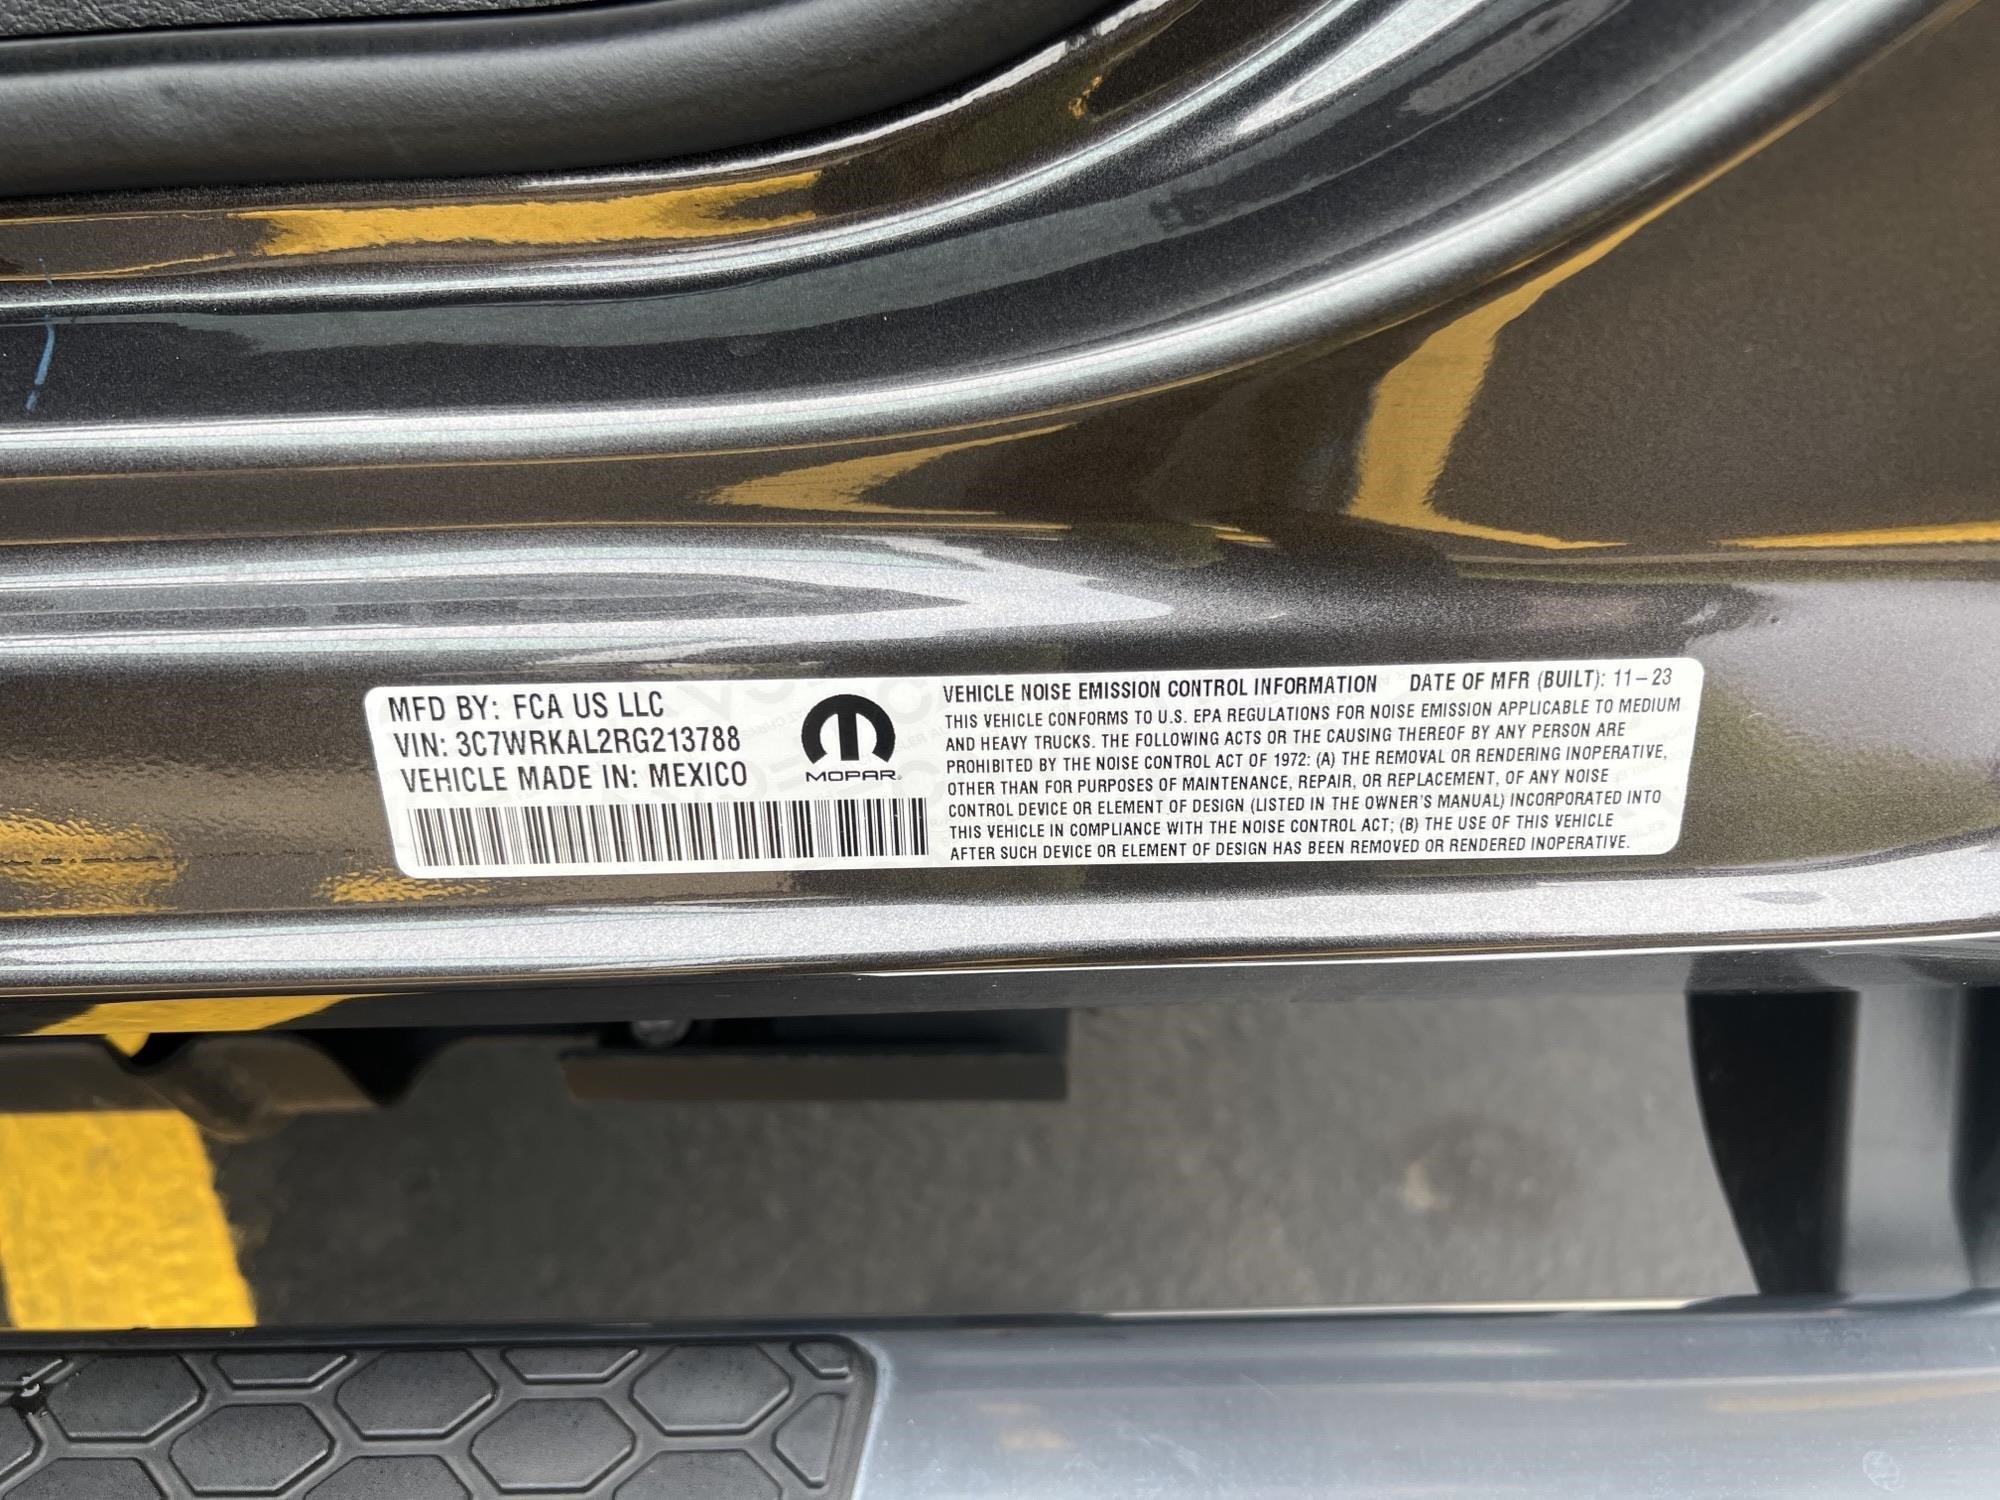 MFD BY: FCA US LLC
VIN: 3C7WRKAL2RG213788
VEHICLE MADE IN: MEXICO
MOPAR
VEHICLE NOISE EMISSION CONTROL INFORMATION DATE OF MFR (BUILT): 11-23
THIS VEHICLE CONFORMS TO U.S. EPA REGULATIONS FOR NOISE EMISSION APPLICABLE TO MEDIUM
AND HEAVY TRUCKS. THE FOLLOWING ACTS OR THE CAUSING THEREOF BY ANY PERSON ARE
PROHIBITED BY THE NOISE CONTROL ACT OF 1972: (A) THE REMOVAL OR RENDERING INOPERATIVE,
OTHER THAN FOR PURPOSES OF MAINTENANCE, REPAIR, OR REPLACEMENT, OF ANY NOISE
CONTROL DEVICE OR ELEMENT OF DESIGN (LISTED IN THE OWNER'S MANUAL) INCORPORATED INTO
THIS VEHICLE IN COMPLIANCE WITH THE NOISE CONTROL ACT; (B) THE USE OF THIS VEHICLE
AFTER SUCH DEVICE OR ELEMENT OF DESIGN HAS BEEN REMOVED OR RENDERED INOPERATIVE.